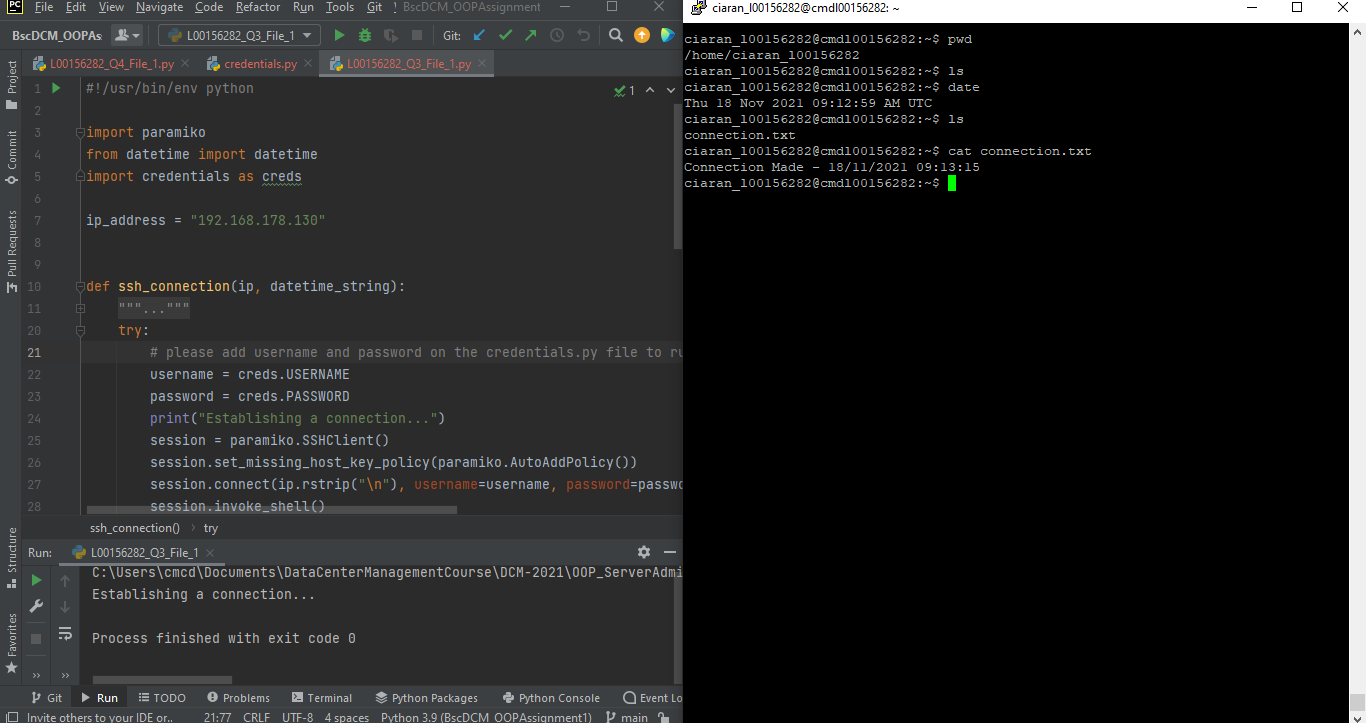 PC File Edit View Navigate Code Refactor Run Tools Git BscDCM_OOPAssignment
BscDCM_OOPAs L00156282_Q3_File_1 Git:
L00156282_Q4_File_1.py credentials.py L00156282_Q3_File_1.py
Project
Commit
Pull Requests
Structure
Favorites
1 #!/usr/bin/env python 1
2
3 import paramiko
4 from datetime import datetime
5 import credentials as creds
6
7 ip_address = "192.168.178.130"
8
9
10 def ssh_connection(ip, datetime_string):
11 """..."""
20 try:
21 # please add username and password on the credentials.py file to ru
22 username = creds.USERNAME
23 password = creds.PASSWORD
24 print("Establishing a connection...")
25 session = paramiko.SSHClient()
26 session.set_missing_host_key_policy(paramiko.AutoAddPolicy())
27 session.connect(ip.rstrip("\n"), username=username, password=passwo
28 session.invoke_shell()
ssh_connection() › try
Run: L00156282_Q3_File_1
C:\Users\cmcd\Documents\DataCenterManagementCourse\DCM-2021\OOP_ServerAdmi
Establishing a connection...
Process finished with exit code 0
Git Run TODO Problems Terminal Python Packages Python Console Event Lo
Invite others to your IDE or.. 21:77 CRLF UTF-8 4 spaces Python 3.9 (BscDCM_OOPAssignment1) main
ciaran_l00156282@cmdl00156282: ~
ciaran_l00156282@cmdl00156282:~$ pwd
/home/ciaran_l00156282
ciaran_l00156282@cmdl00156282:~$ ls
ciaran_l00156282@cmdl00156282:~$ date
Thu 18 Nov 2021 09:12:59 AM UTC
ciaran_l00156282@cmdl00156282:~$ ls
connection.txt
ciaran_l00156282@cmdl00156282:~$ cat connection.txt
Connection Made - 18/11/2021 09:13:15
ciaran_l00156282@cmdl00156282:~$